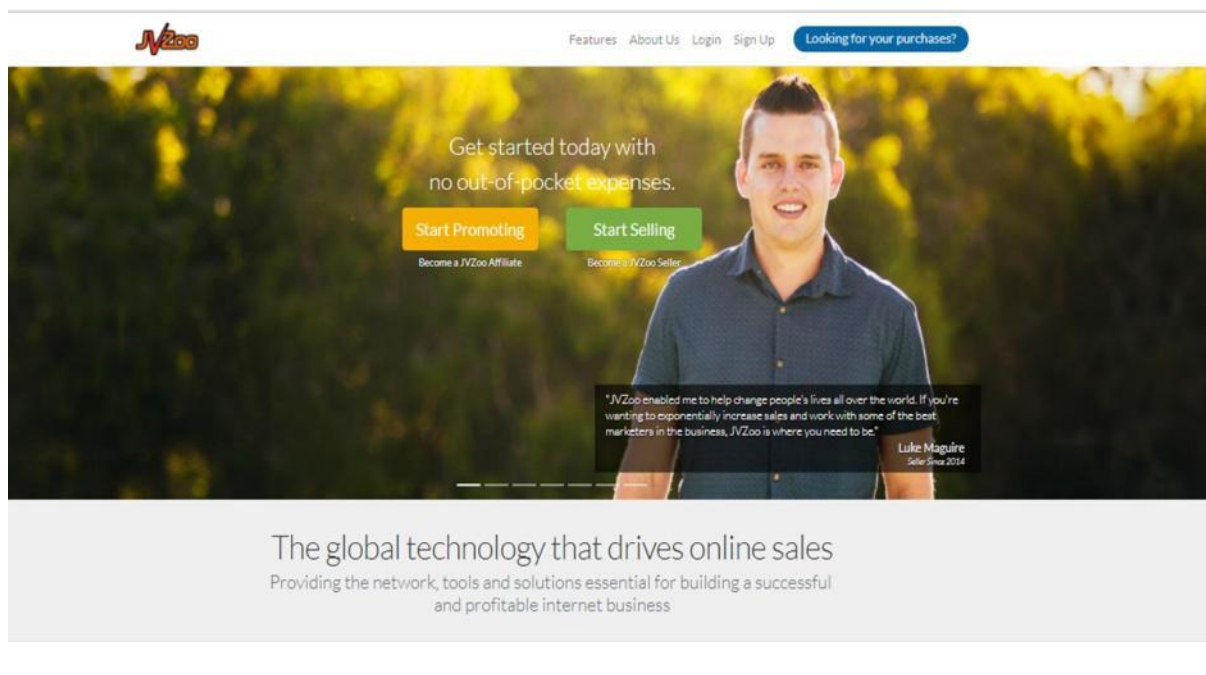 JVZoo
Features About Us Login Sign Up Looking for your purchases?
Get started today with
no out-of-pocket expenses.
Start Promoting Start Selling
Become a JVZoo Affiliate Become a JVZoo Seller
"JVZoo enabled me to help change people's lives all over the world. If you're
wanting to exponentially increase sales and work with some of the best
marketers in the business, JVZoo is where you need to be."
Luke Maguire
Seller Since 2014
The global technology that drives online sales
Providing the network, tools and solutions essential for building a successful
and profitable internet business